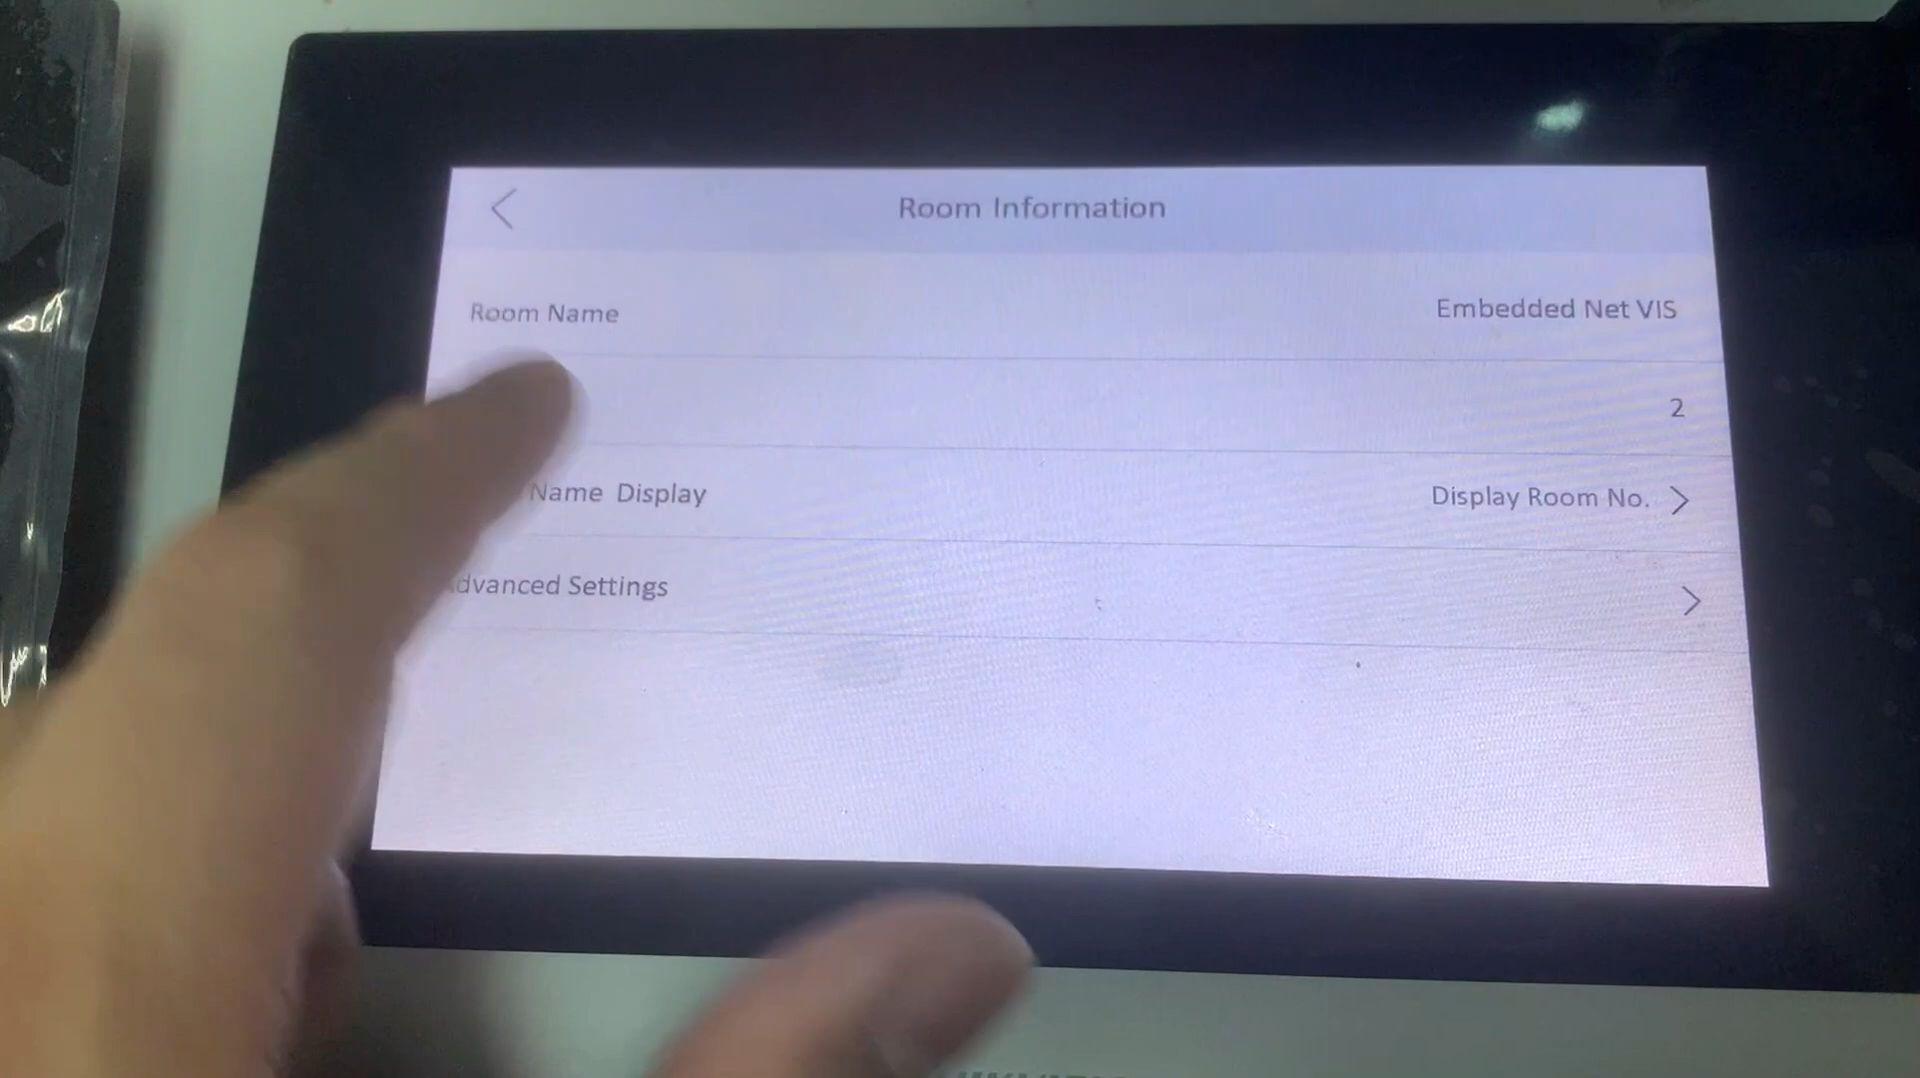 Room Information
Room Name Embedded Net VIS
2
Name Display Display Room No.
dvanced Settings